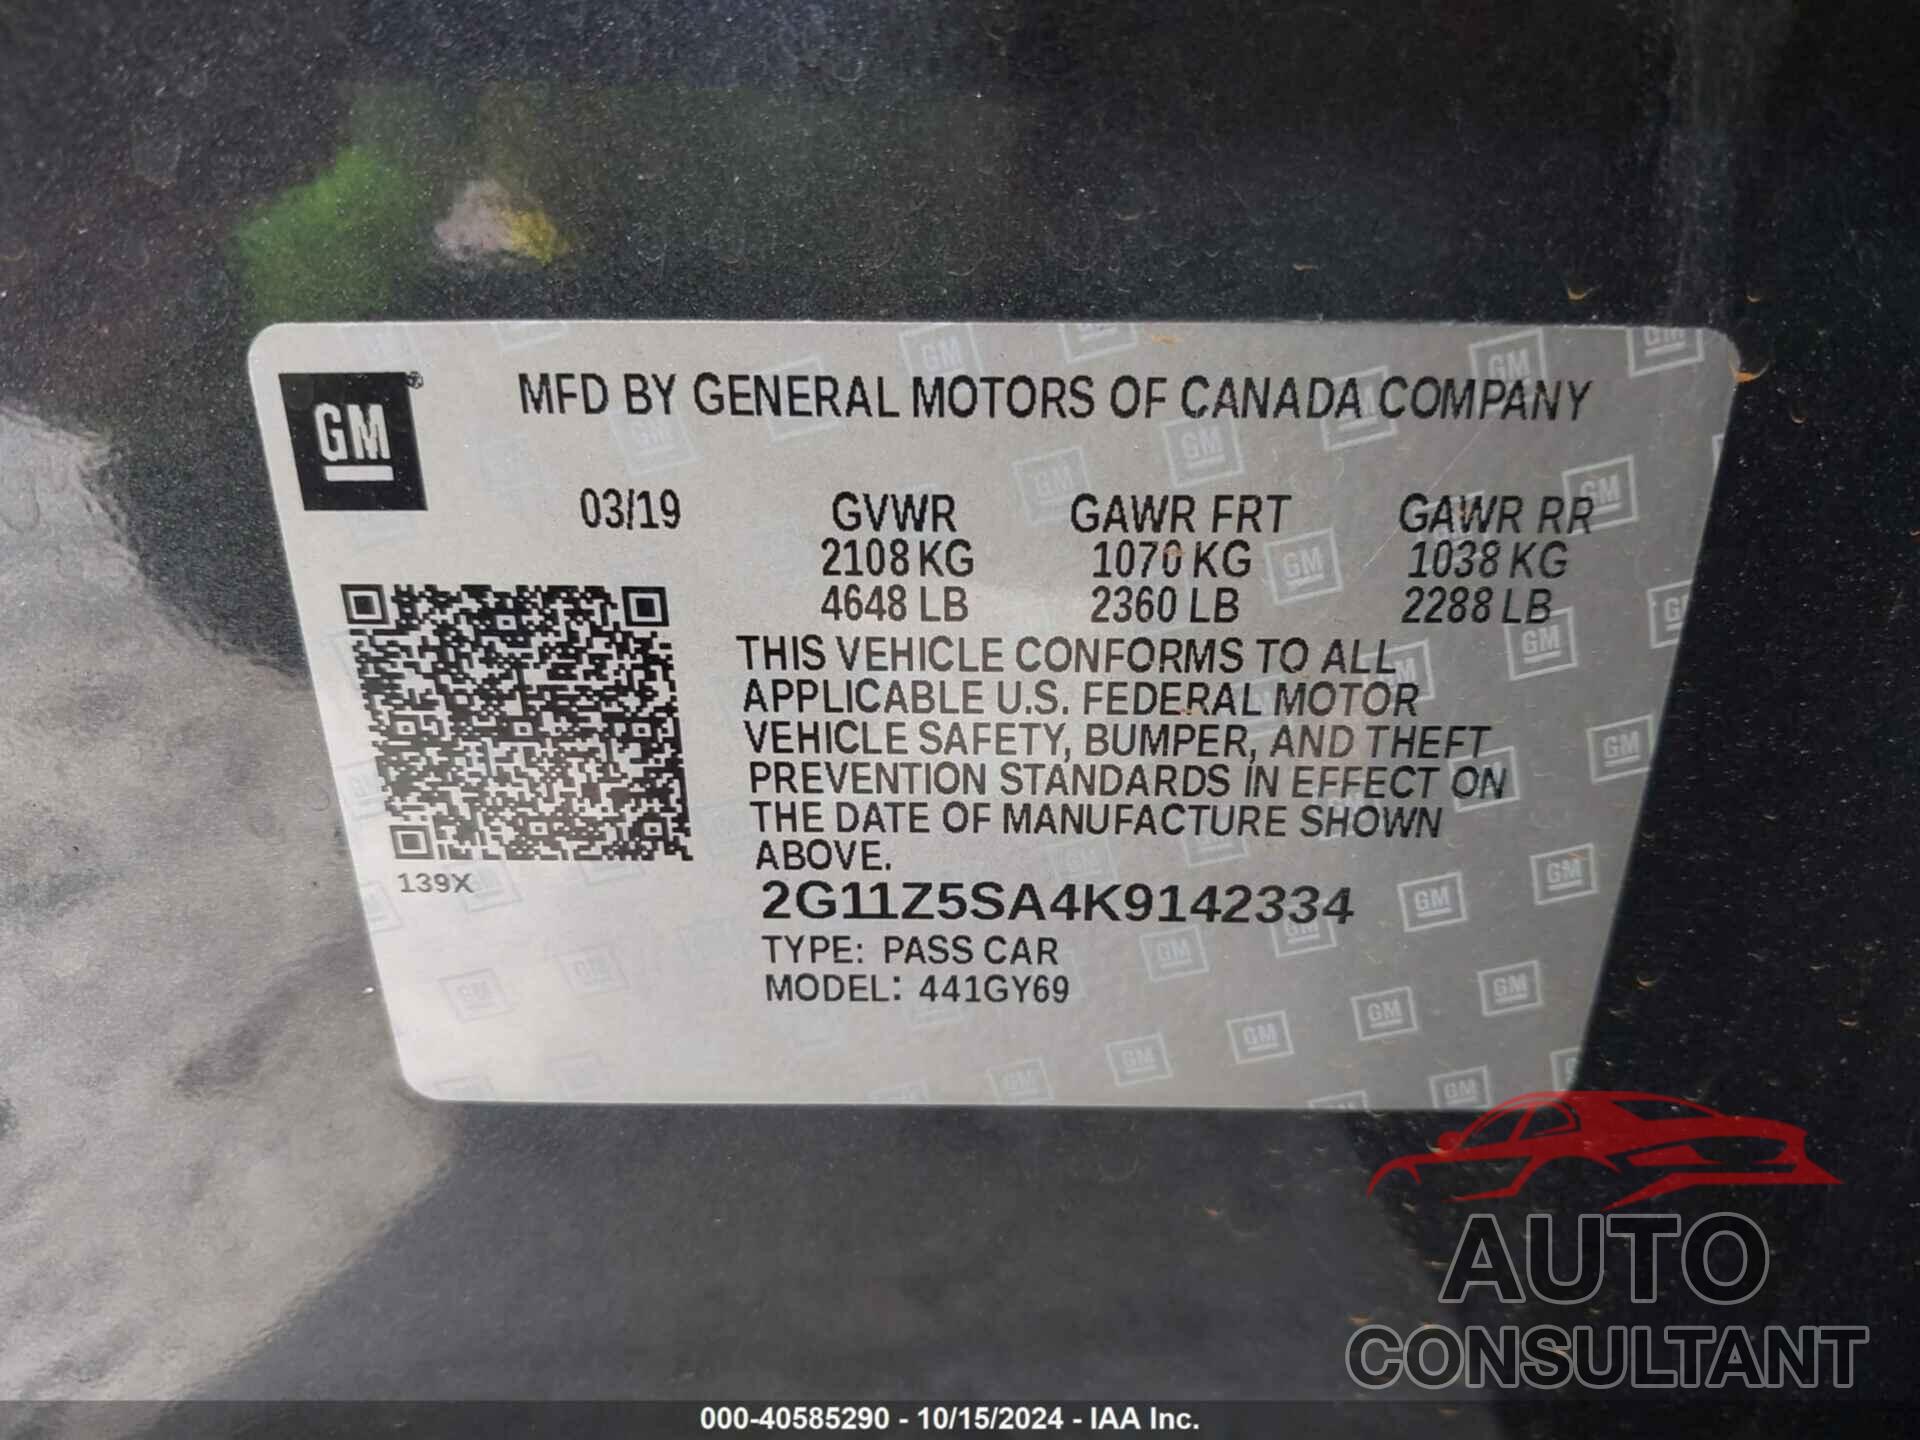 GM®
MFD BY GENERAL MOTORS OF CANADA COMPANY
03/19 GVWR GAWR FRT GAWR RR
2108 KG 1070 KG 1038 KG
4648 LB 2360 LB 2288 LB
THIS VEHICLE CONFORMS TO ALL
APPLICABLE U.S. FEDERAL MOTOR
VEHICLE SAFETY, BUMPER, AND THEFT
PREVENTION STANDARDS IN EFFECT ON
THE DATE OF MANUFACTURE SHOWN
ABOVE.
139X
2G11Z5SA4K9142334
TYPE: PASS CAR
MODEL: 441GY69
AUTO
CONSULTANT
000-40585290 - 10/15/2024 - IAA Inc.